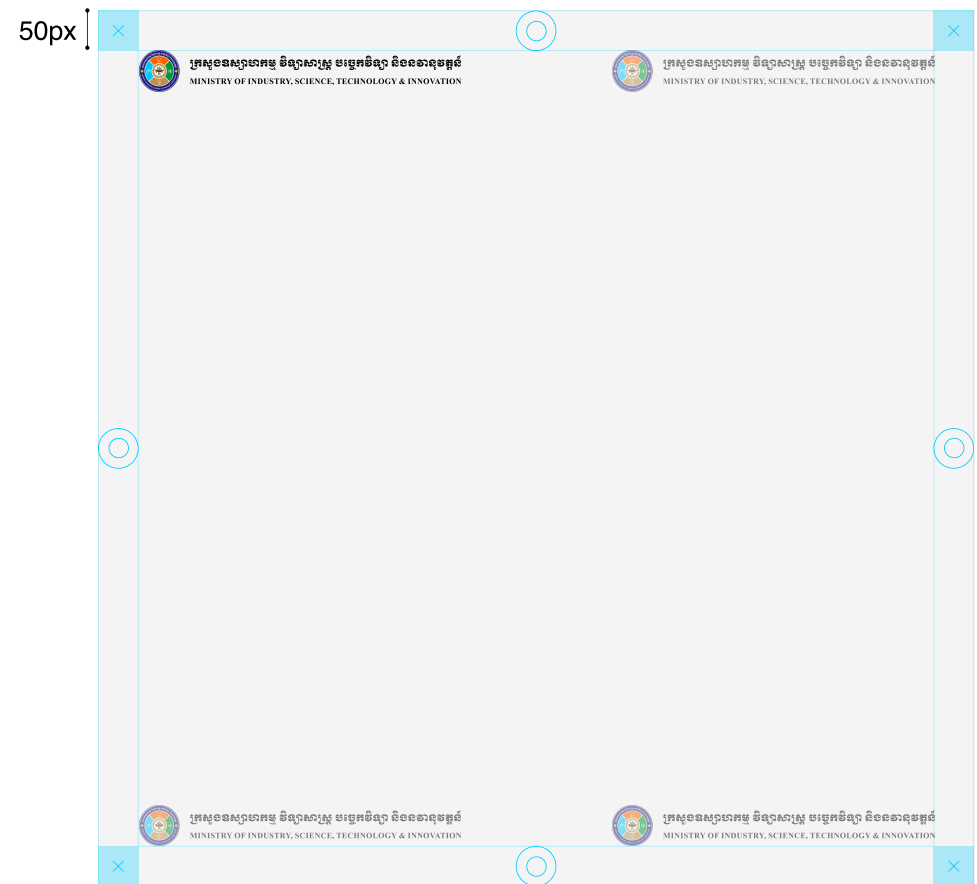 50px
ក្រសួងឧស្សាហកម្ម វិទ្យាសាស្ត្រ បច្ចេកវិទ្យា និងនវានុវត្តន៍
MINISTRY OF INDUSTRY, SCIENCE, TECHNOLOGY & INNOVATION
ក្រសួងឧស្សាហកម្ម វិទ្យាសាស្ត្រ បច្ចេកវិទ្យា និងនវានុវត្តន៍
MINISTRY OF INDUSTRY, SCIENCE, TECHNOLOGY & INNOVATION
ក្រសួងឧស្សាហកម្ម វិទ្យាសាស្ត្រ បច្ចេកវិទ្យា និងនវានុវត្តន៍
MINISTRY OF INDUSTRY, SCIENCE, TECHNOLOGY & INNOVATION
ក្រសួងឧស្សាហកម្ម វិទ្យាសាស្ត្រ បច្ចេកវិទ្យា និងនវានុវត្តន៍
MINISTRY OF INDUSTRY, SCIENCE, TECHNOLOGY & INNOVATION